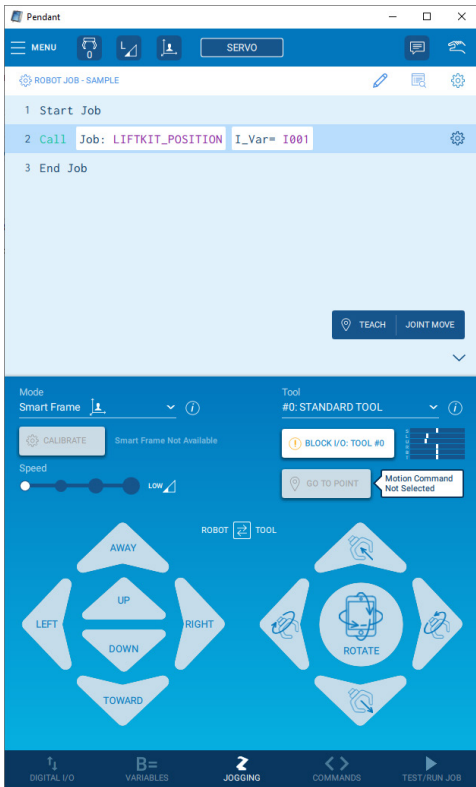 Pendant
MENU
0
SERVO
ROBOT JOB - SAMPLE
1 Start Job
2 Call Job: LIFTKIT_POSITION I_Var= I001
3 End Job
TEACH JOINT MOVE
Mode
Smart Frame
Tool
#0: STANDARD TOOL
CALIBRATE Smart Frame Not Available
BLOCK I/O: TOOL #0
S
L
U
R
B
T
Speed
LOW
GO TO POINT
Motion Command
Not Selected
ROBOT TOOL
AWAY
UP
LEFT
RIGHT
DOWN
TOWARD
ROTATE
DIGITAL I/O
B=
VARIABLES
JOGGING
COMMANDS
TEST/RUN JOB